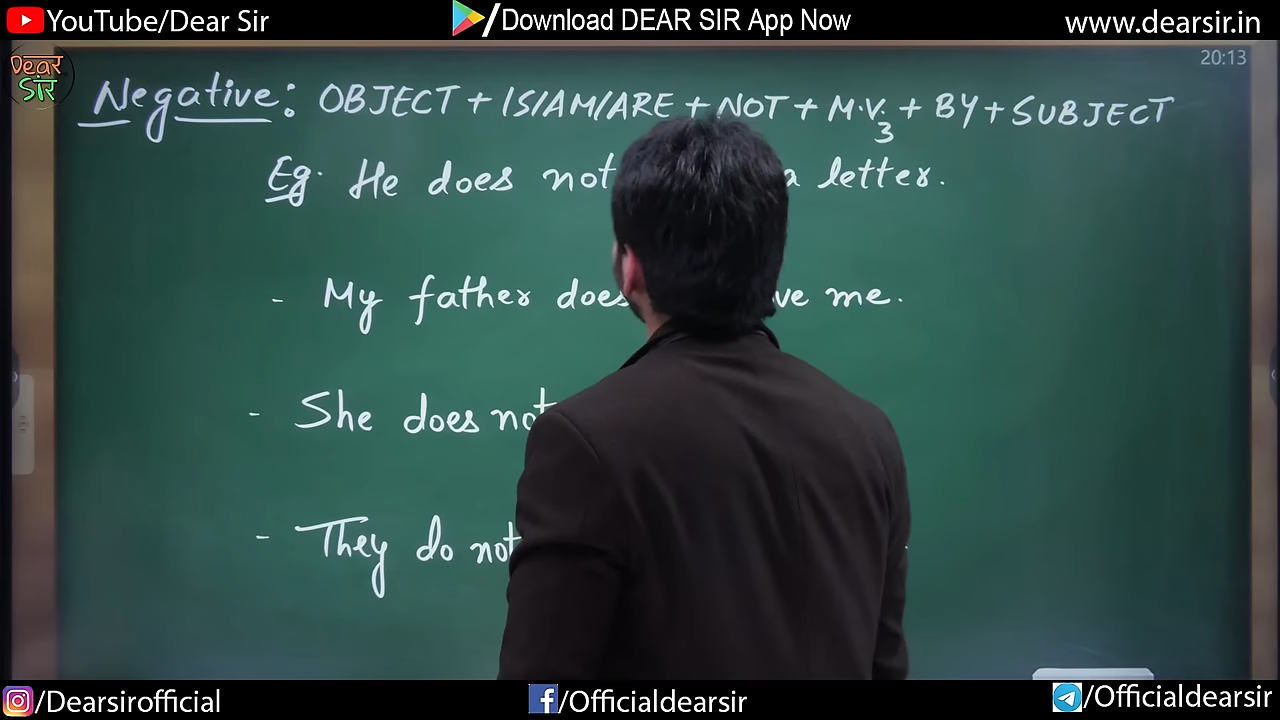 YouTube/Dear Sir
/Download DEAR SIR App Now
www.dearsir.in
Dear Sir
20:13
Negative: OBJECT + IS/AM/ARE + NOT + M.V.3 + BY + SUBJECT
Eg. He does not a letter.
- My father does me.
- She does not
- They do not
/Dearsirofficial
/Officialdearsir
/Officialdearsir